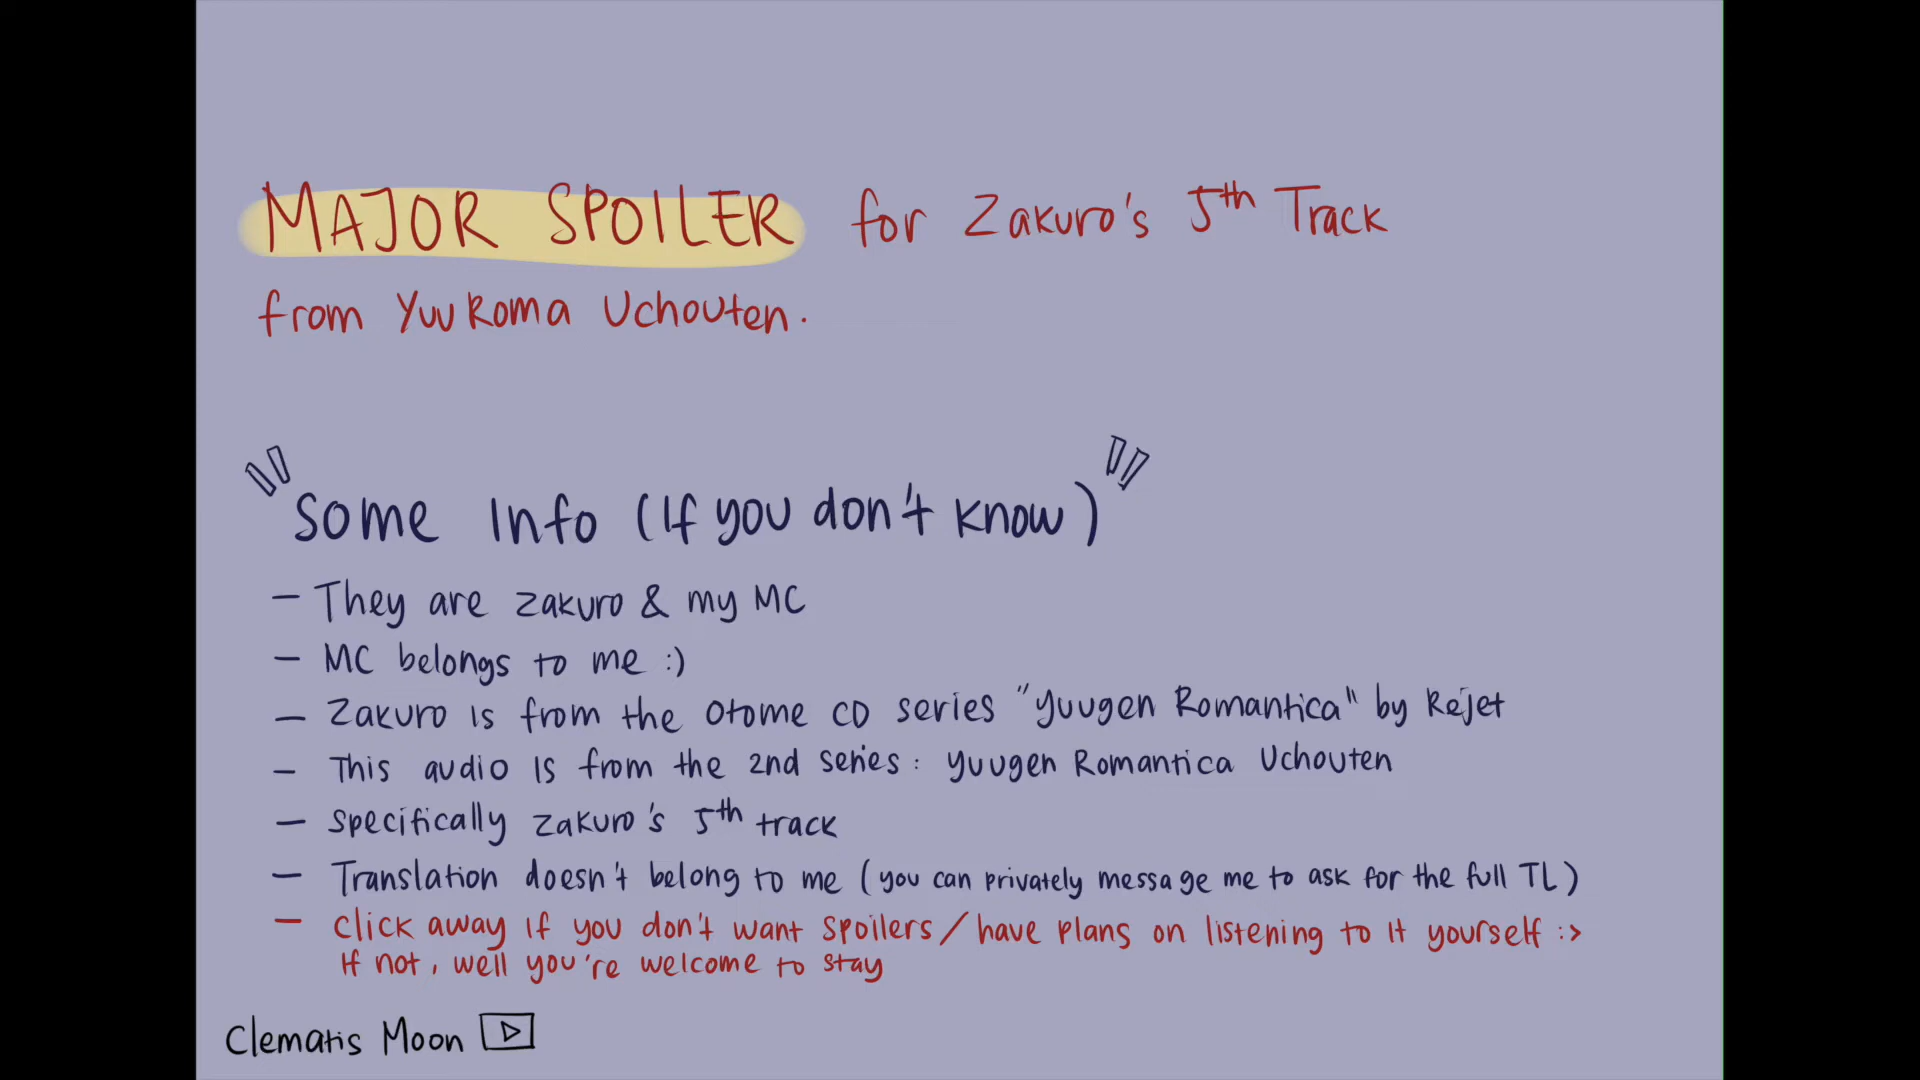 MAJOR SPOILER for Zakuro's 5th Track
from YuuRoma Uchouten.
"Some Info (If you don't know)"
- They are Zakuro & my MC
- MC belongs to me :)
- Zakuro is from the Otome CD series "Yuugen Romantica" by Rejet
- This audio is from the 2nd series: Yuugen Romantica Uchouten
- Specifically Zakuro's 5th track
- Translation doesn't belong to me (you can privately message me to ask for the full TL)
- Click away if you don't want spoilers/have plans on listening to it yourself :>
If not, well you're welcome to stay
Clematis Moon